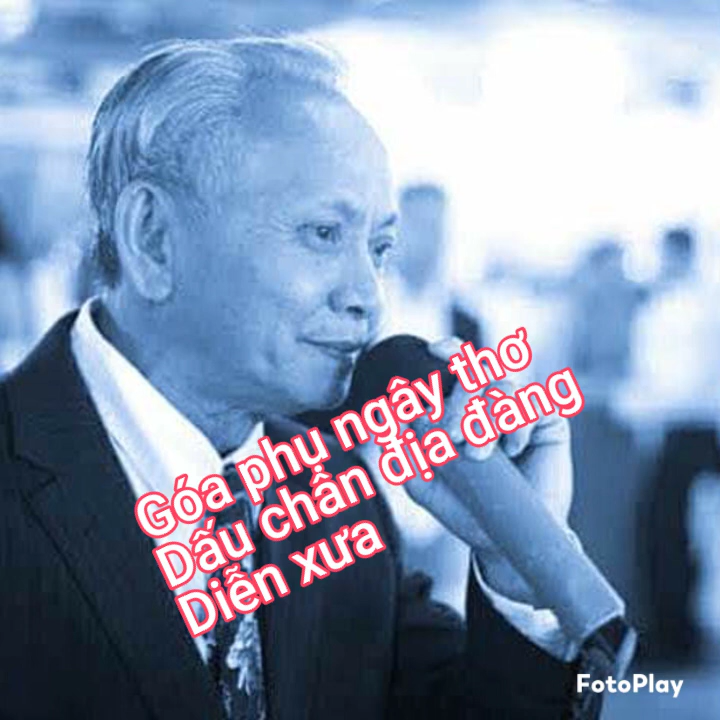 Góa phụ ngây thơ
Dấu chân địa đàng
Diễn xưa
FotoPlay